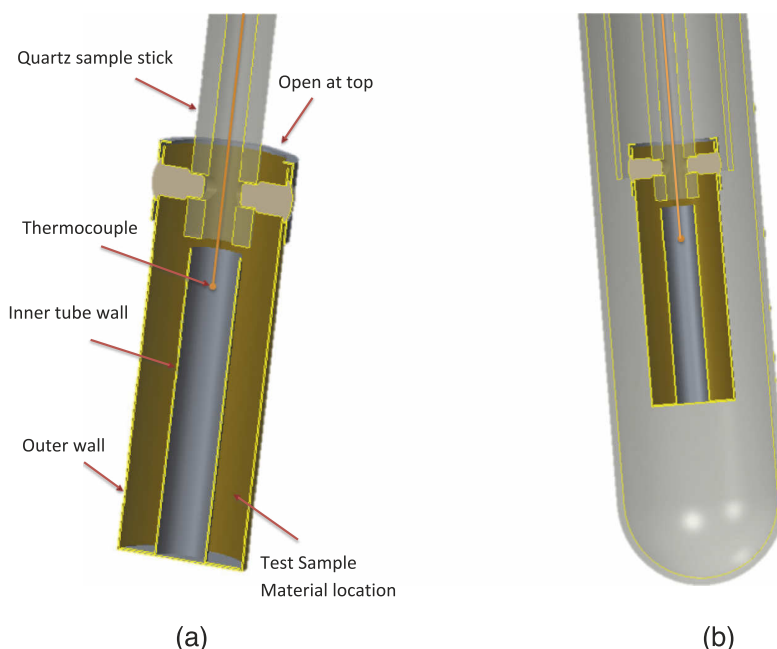 Quartz sample stick
Open at top
Thermocouple
Inner tube wall
Outer wall
Test Sample
Material location
(a)
(b)